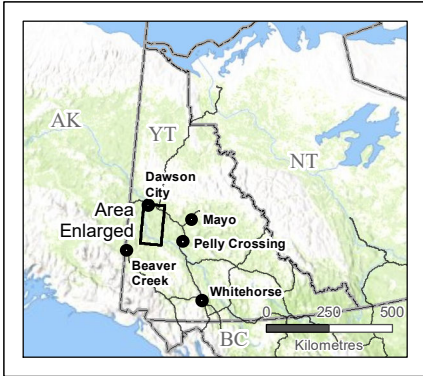 AK
YT
NT
Dawson
City
Area
Enlarged
Mayo
Pelly Crossing
Beaver
Creek
Whitehorse
BC
0 250 500
Kilometres